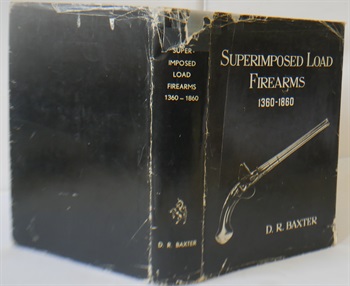 SUPER-
IMPOSED
LOAD
FIREARMS
1360-1860
D. R. BAXTER
SUPERIMPOSED LOAD
FIREARMS
1360-1860
D. R. BAXTER